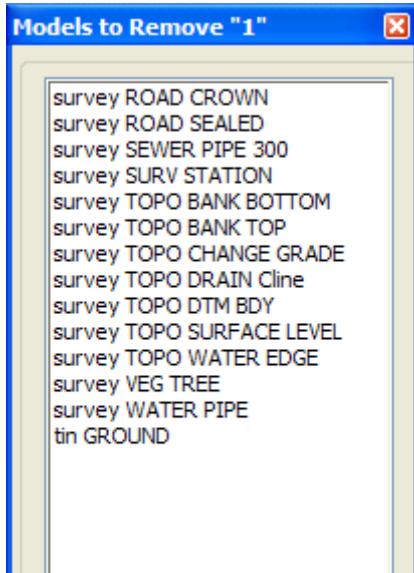 Models to Remove "1"
survey ROAD CROWN
survey ROAD SEALED
survey SEWER PIPE 300
survey SURV STATION
survey TOPO BANK BOTTOM
survey TOPO BANK TOP
survey TOPO CHANGE GRADE
survey TOPO DRAIN Cline
survey TOPO DTM BDY
survey TOPO SURFACE LEVEL
survey TOPO WATER EDGE
survey VEG TREE
survey WATER PIPE
tin GROUND